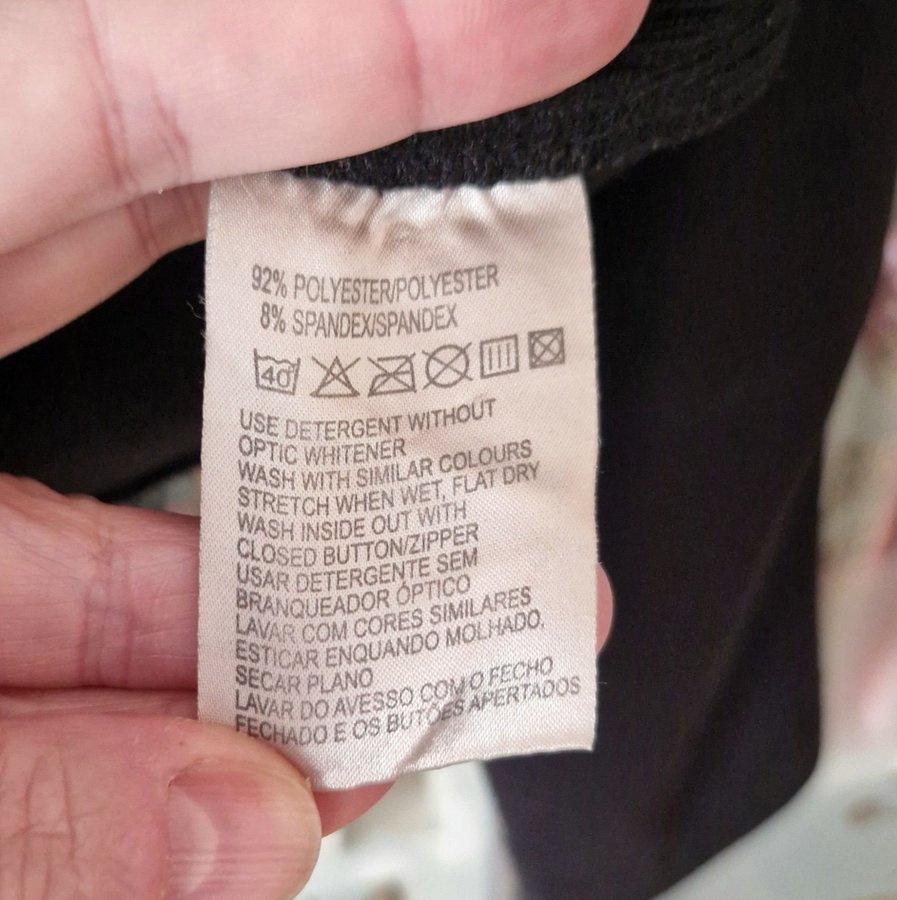 92% POLYESTER/POLYESTER
8% SPANDEX/SPANDEX
40
USE DETERGENT WITHOUT
OPTIC WHITENER
WASH WITH SIMILAR COLOURS
STRETCH WHEN WET, FLAT DRY
WASH INSIDE OUT WITH
CLOSED BUTTON/ZIPPER
USAR DETERGENTE SEM
BRANQUEADOR ÓPTICO
LAVAR COM CORES SIMILARES
ESTICAR ENQUANDO MOLHADO,
SECAR PLANO
LAVAR DO AVESSO COM O FECHO
FECHADO E OS BUTÕES APERTADOS